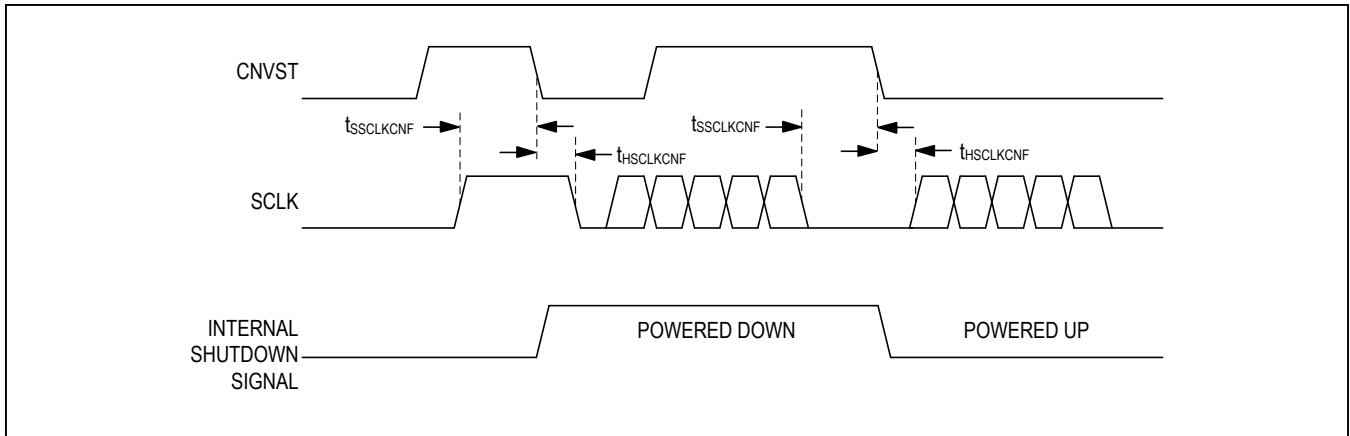 CNVST
tSSCLKCNF
tSSCLKCNF
tHSCLKCNF
tHSCLKCNF
SCLK
INTERNAL
SHUTDOWN
SIGNAL
POWERED DOWN
POWERED UP